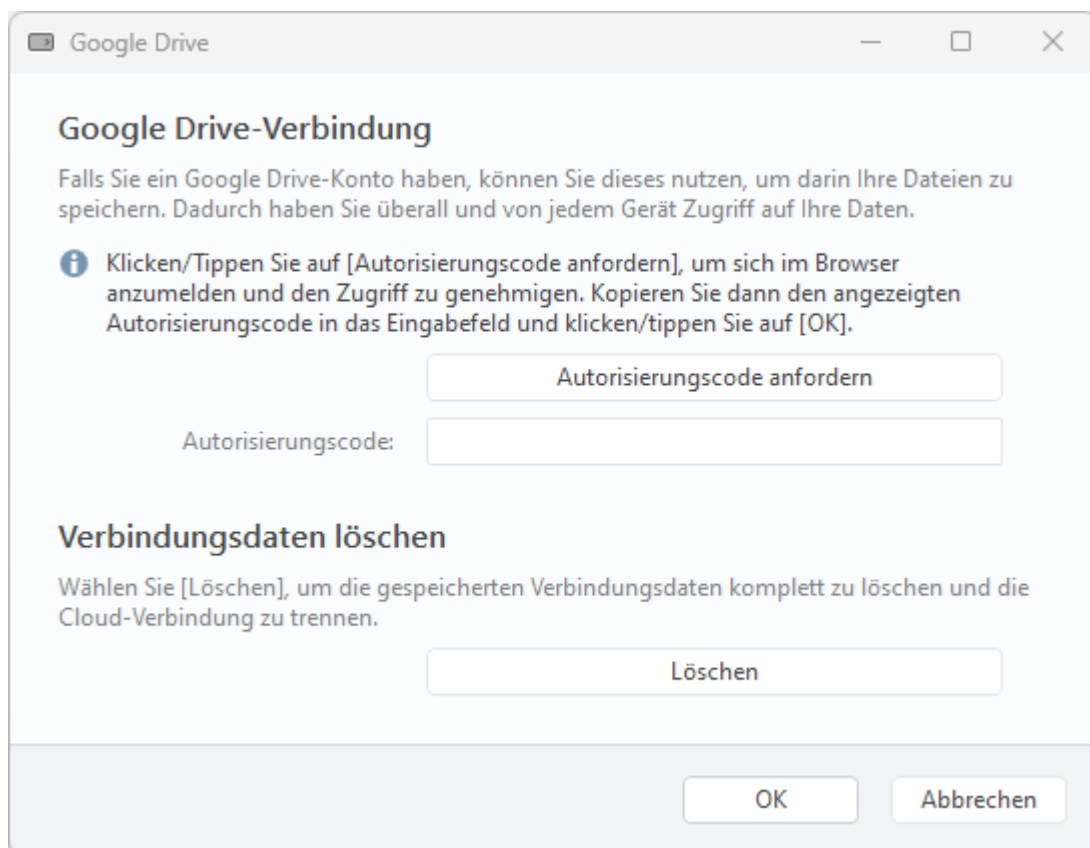 Google Drive
Google Drive-Verbindung
Falls Sie ein Google Drive-Konto haben, können Sie dieses nutzen, um darin Ihre Dateien zu
speichern. Dadurch haben Sie überall und von jedem Gerät Zugriff auf Ihre Daten.
Klicken/Tippen Sie auf [Autorisierungscode anfordern], um sich im Browser
anzumelden und den Zugriff zu genehmigen. Kopieren Sie dann den angezeigten
Autorisierungscode in das Eingabefeld und klicken/tippen Sie auf [OK].
Autorisierungscode anfordern
Autorisierungscode:
Verbindungsdaten löschen
Wählen Sie [Löschen], um die gespeicherten Verbindungsdaten komplett zu löschen und die
Cloud-Verbindung zu trennen.
Löschen
OK Abbrechen